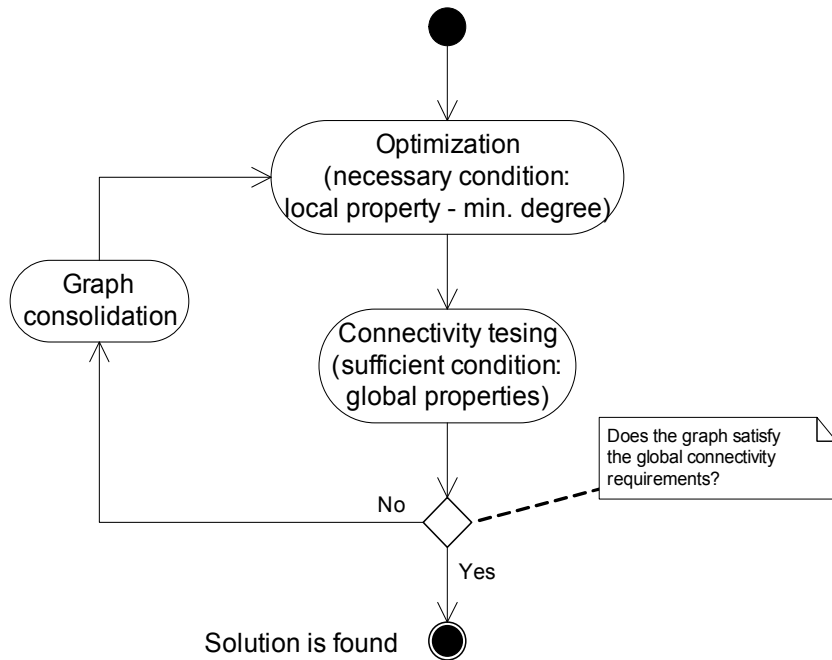 Optimization
(necessary condition:
local property - min. degree)
Graph
consolidation
Connectivity tesing
(sufficient condition:
global properties)
Does the graph satisfy
the global connectivity
requirements?
No
Yes
Solution is found